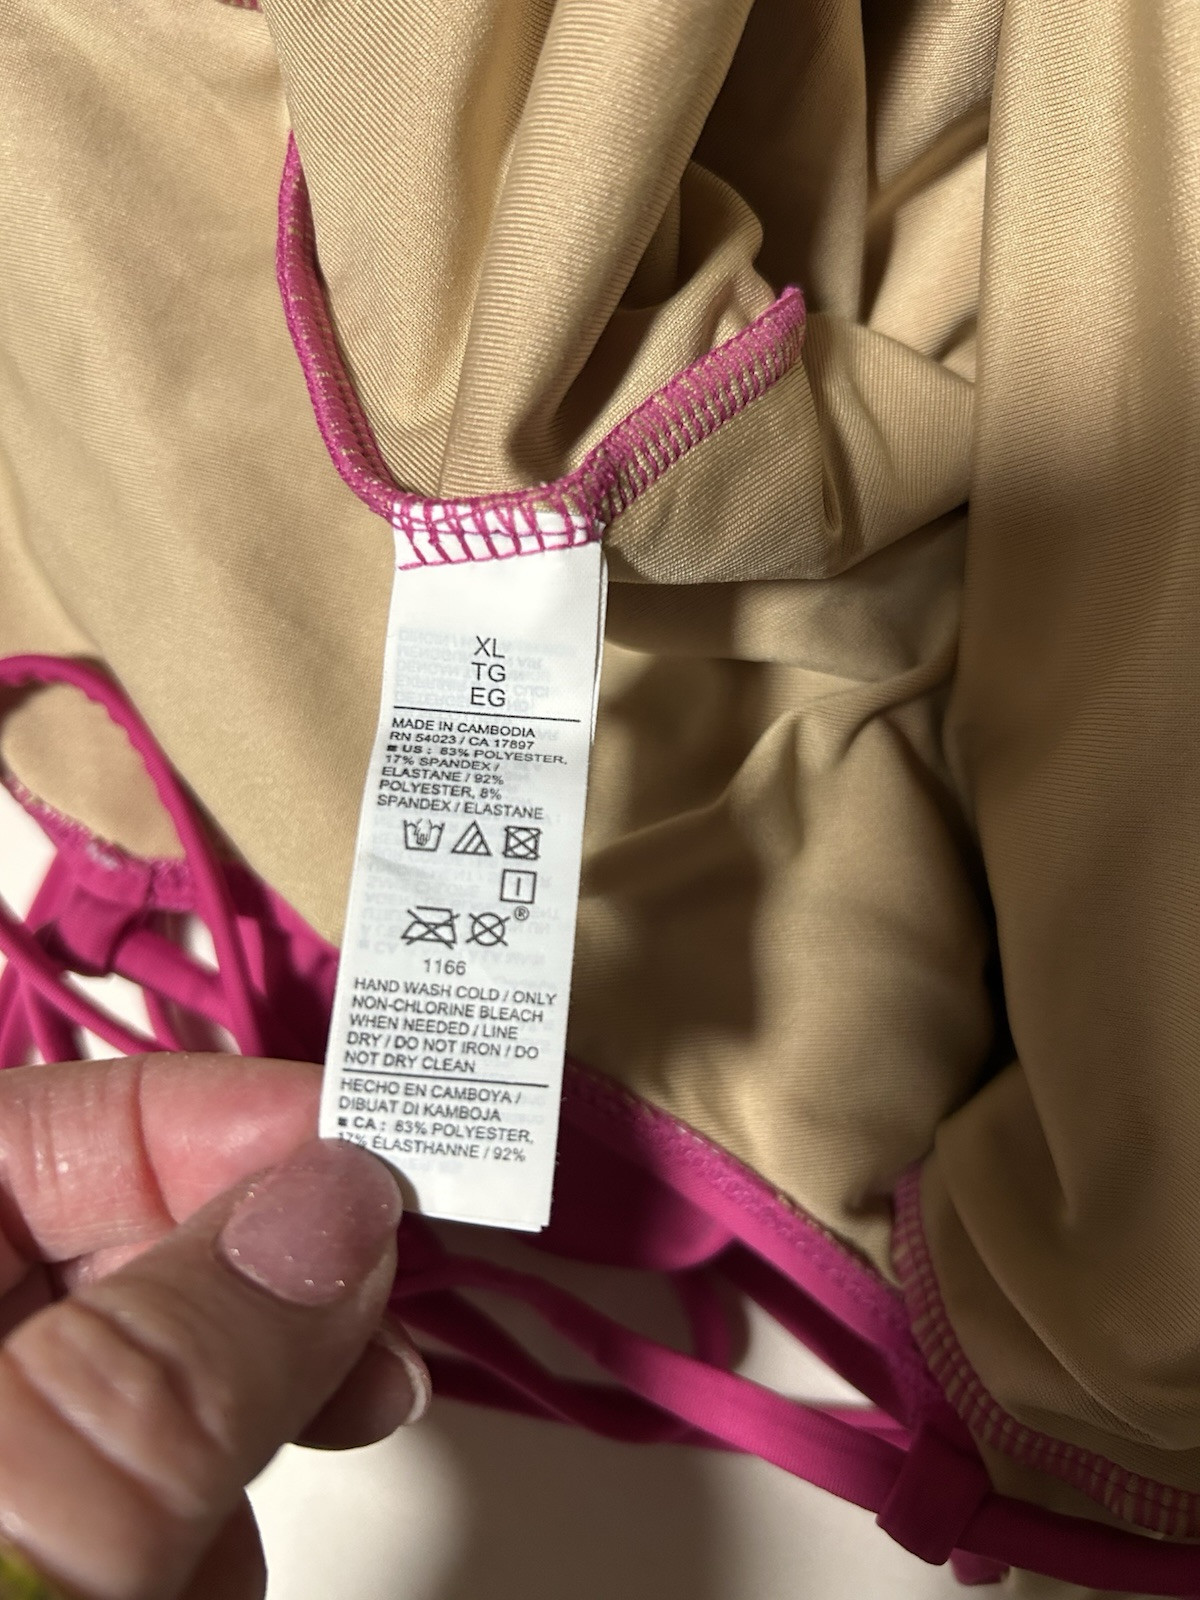 XL
TG
EG
MADE IN CAMBODIA
RN 54023 / CA 17897
■ US : 83% POLYESTER,
17% SPANDEX /
ELASTANE / 92%
POLYESTER, 8%
SPANDEX / ELASTANE
®
1166
HAND WASH COLD / ONLY
NON-CHLORINE BLEACH
WHEN NEEDED / LINE
DRY / DO NOT IRON / DO
NOT DRY CLEAN
HECHO EN CAMBOYA /
DIBUAT DI KAMBOJA
■ CA : 83% POLYESTER,
17% ÉLASTHANNE / 92%